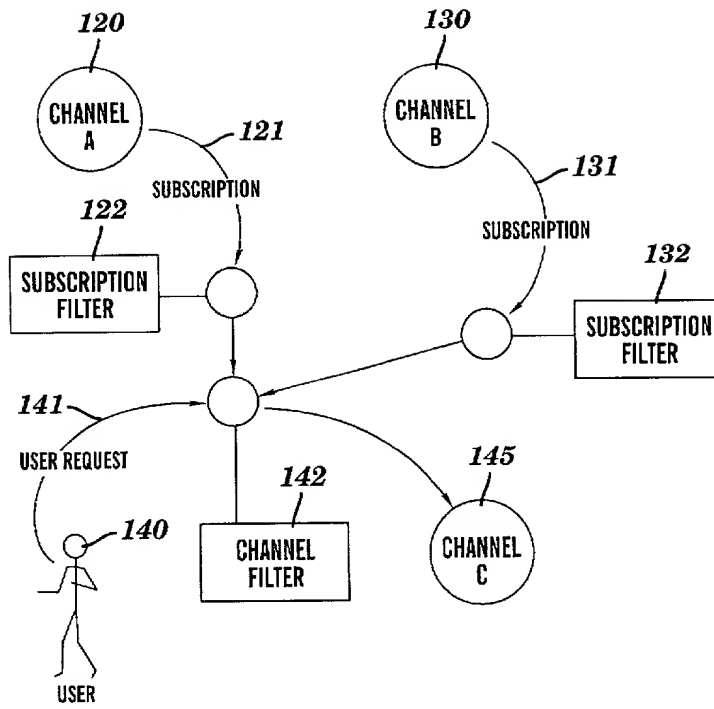 120
130
CHANNEL
A
CHANNEL
B
121
131
SUBSCRIPTION
SUBSCRIPTION
122
132
SUBSCRIPTION
FILTER
SUBSCRIPTION
FILTER
141
USER REQUEST
142
145
140
CHANNEL
FILTER
CHANNEL
C
USER